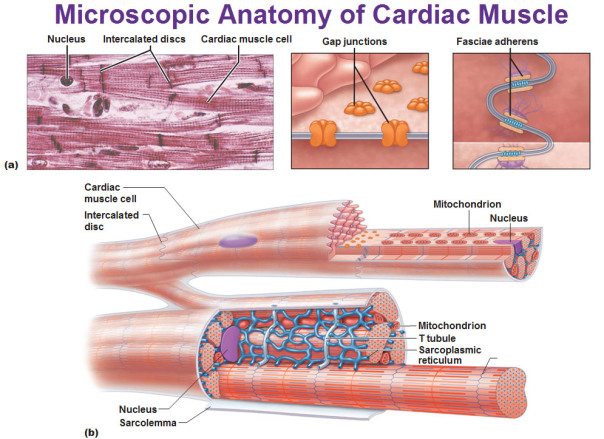 Microscopic Anatomy of Cardiac Muscle
Nucleus
Intercalated discs
Cardiac muscle cell
Gap junctions
Fasciae adherens
(a)
Cardiac
muscle cell
Intercalated
disc
Mitochondrion
Nucleus
Mitochondrion
T tubule
Sarcoplasmic
reticulum
Nucleus
Sarcolemma
(b)